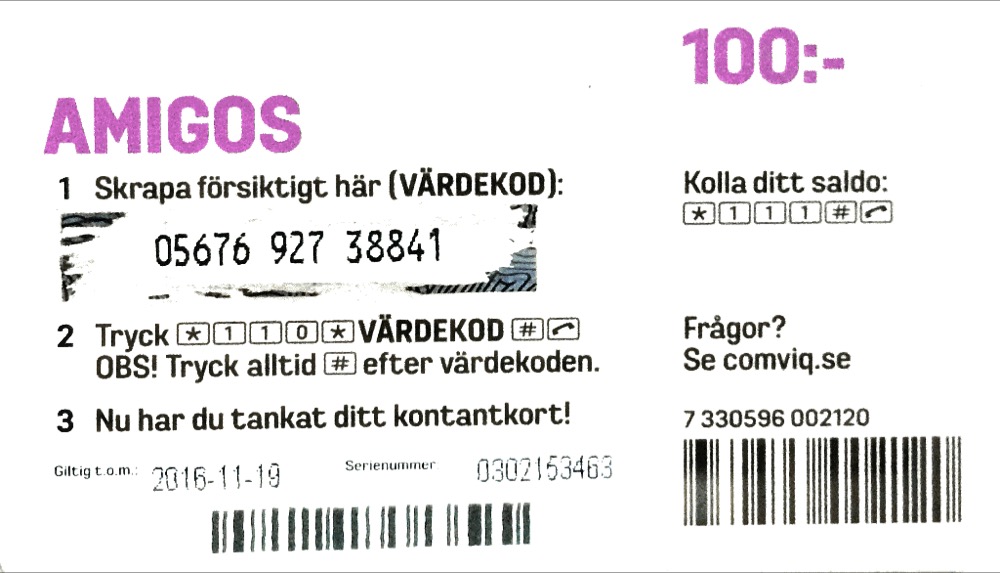 100:-
AMIGOS
1 Skrapa försiktigt här (VÄRDEKOD):
05676 927 38841
2 Tryck * 1 1 0 * VÄRDEKOD #
OBS! Tryck alltid # efter värdekoden.
3 Nu har du tankat ditt kontantkort!
Giltig t.o.m.: 2016-11-19 Serienummer 0302153463
Kolla ditt saldo:
* 1 1 1 #
Frågor?
Se comviq.se
7 330596 002120